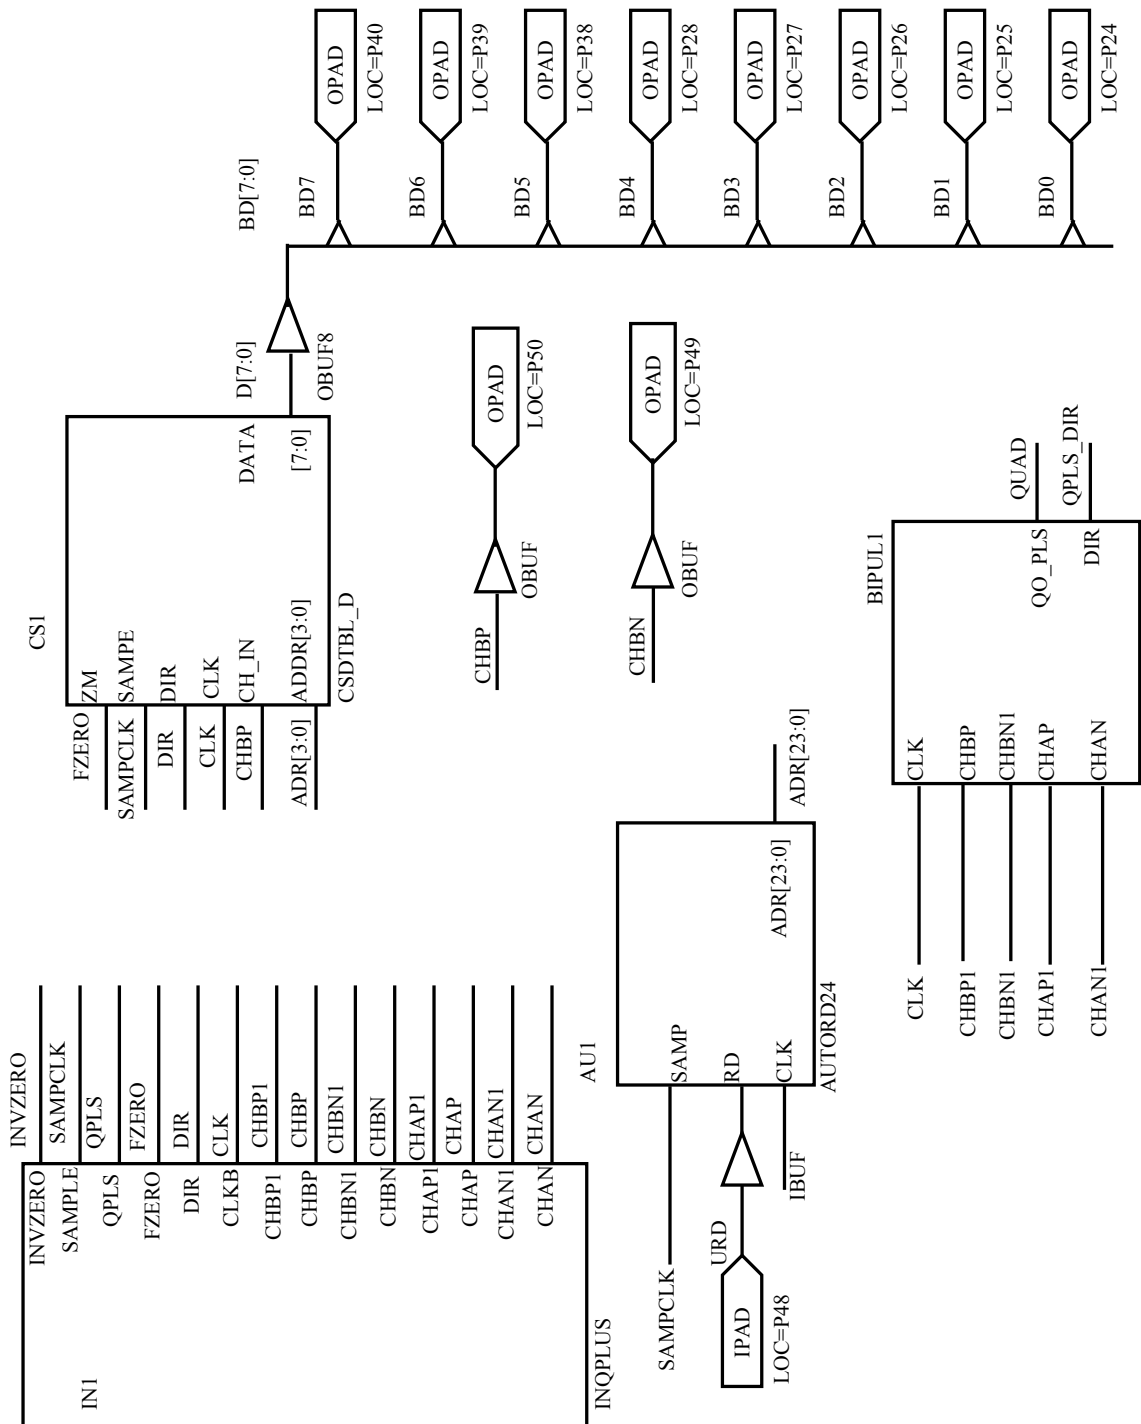 IN1
INQPLUS
INVZERO
SAMPLE
QPLS
FZERO
DIR
CLKB
CHBP1
CHBP
CHBN1
CHBN
CHAP1
CHAP
CHAN1
CHAN
INVZERO
SAMPCLK
QPLS
FZERO
DIR
CLK
CHBP1
CHBP
CHBN1
CHBN
CHAP1
CHAP
CHAN1
CHAN
CS1
FZERO
SAMPCLK
DIR
CLK
CHBP
ADR[3:0]
ZM
SAMPE
DIR
CLK
CH_IN
ADDR[3:0]
CSDTBL_D
DATA
[7:0]
D[7:0]
OBUF8
BD[7:0]
BD7
OPAD
LOC=P40
BD6
OPAD
LOC=P39
BD5
OPAD
LOC=P38
BD4
OPAD
LOC=P28
BD3
OPAD
LOC=P27
BD2
OPAD
LOC=P26
BD1
OPAD
LOC=P25
BD0
OPAD
LOC=P24
CHBP
OBUF
OPAD
LOC=P50
CHBN
OBUF
OPAD
LOC=P49
AU1
SAMPCLK
IPAD
LOC=P48
URD
IBUF
SAMP
RD
CLK
AUTORD24
ADR[23:0]
ADR[23:0]
BIPUL1
CLK
CHBP1
CHBN1
CHAP1
CHAN1
CLK
CHBP
CHBN1
CHAP
CHAN
QO_PLS
DIR
QUAD
QPLS_DIR